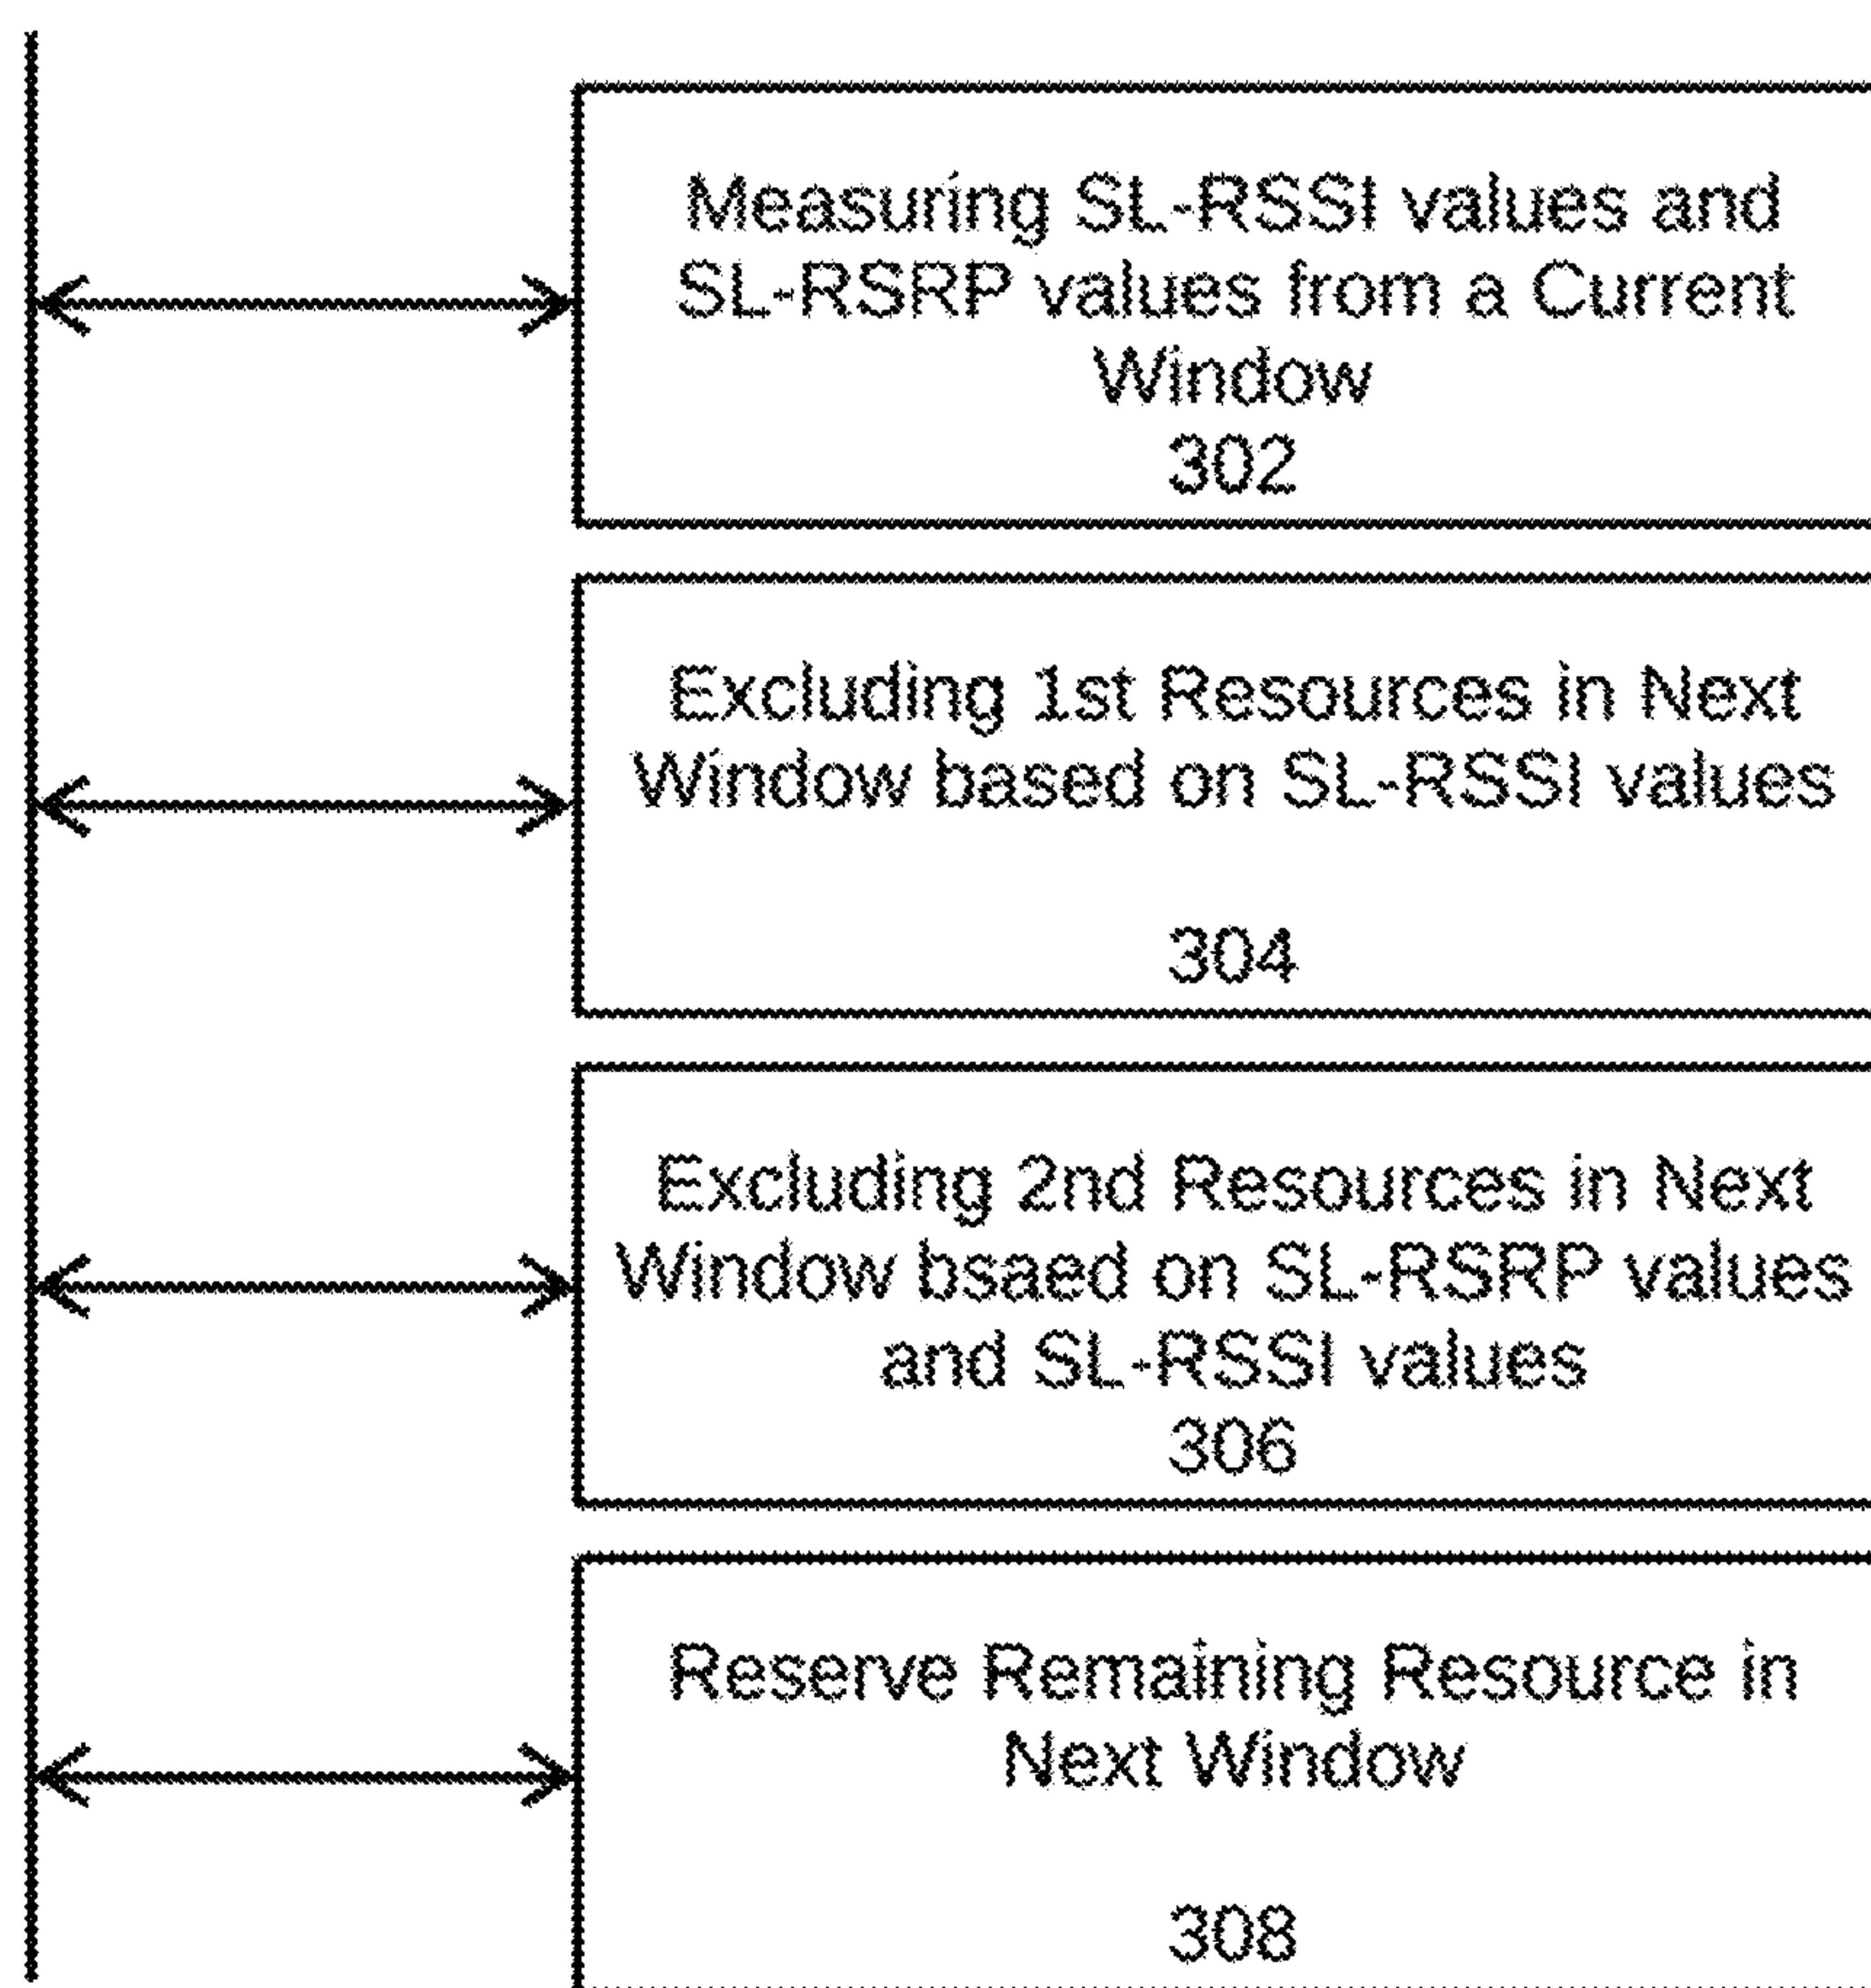 Measuring SL-RSSI values and
SL-RSRP values from a Current
Window
302
Excluding 1st Resources in Next
Window based on SL-RSSI values
304
Excluding 2nd Resources in Next
Window bsaed on SL-RSRP values
and SL-RSSI values
306
Reserve Remaining Resource in
Next Window
308